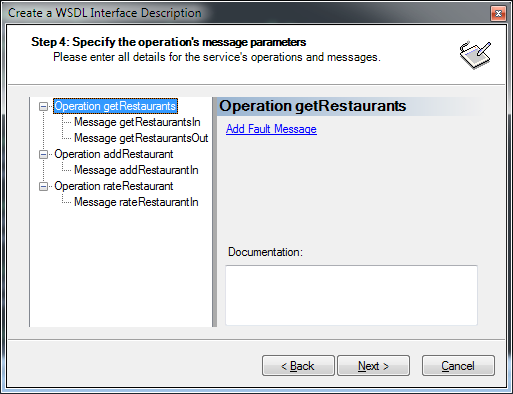 Create a WSDL Interface Description
Step 4: Specify the operation's message parameters
Please enter all details for the service's operations and messages.
Operation getRestaurants
Message getRestaurantsIn
Message getRestaurantsOut
Operation addRestaurant
Message addRestaurantIn
Operation rateRestaurant
Message rateRestaurantIn
Operation getRestaurants
Add Fault Message
Documentation:
< Back
Next >
Cancel